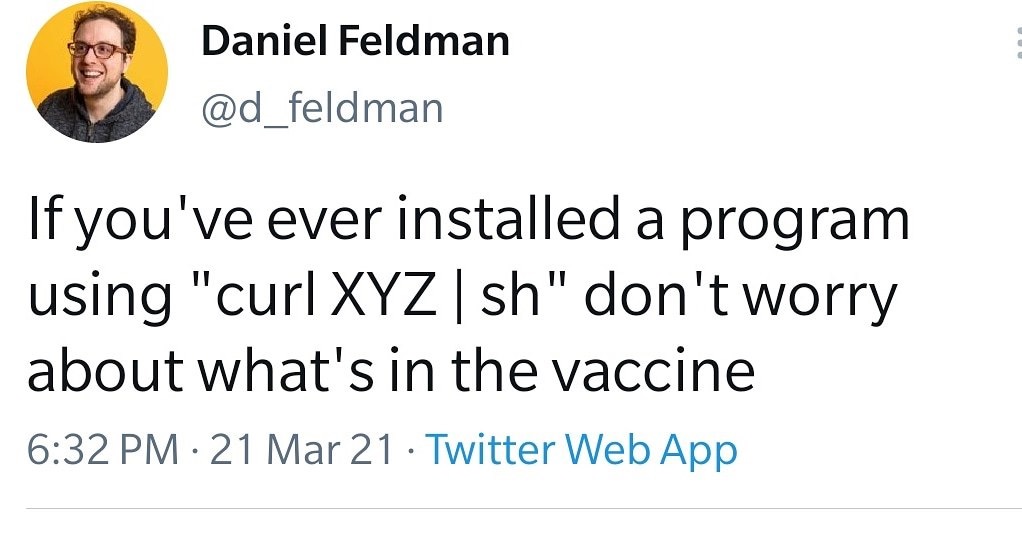 Daniel Feldman
@d_feldman
If you've ever installed a program
using "curl XYZ | sh" don't worry
about what's in the vaccine
6:32 PM · 21 Mar 21 · Twitter Web App